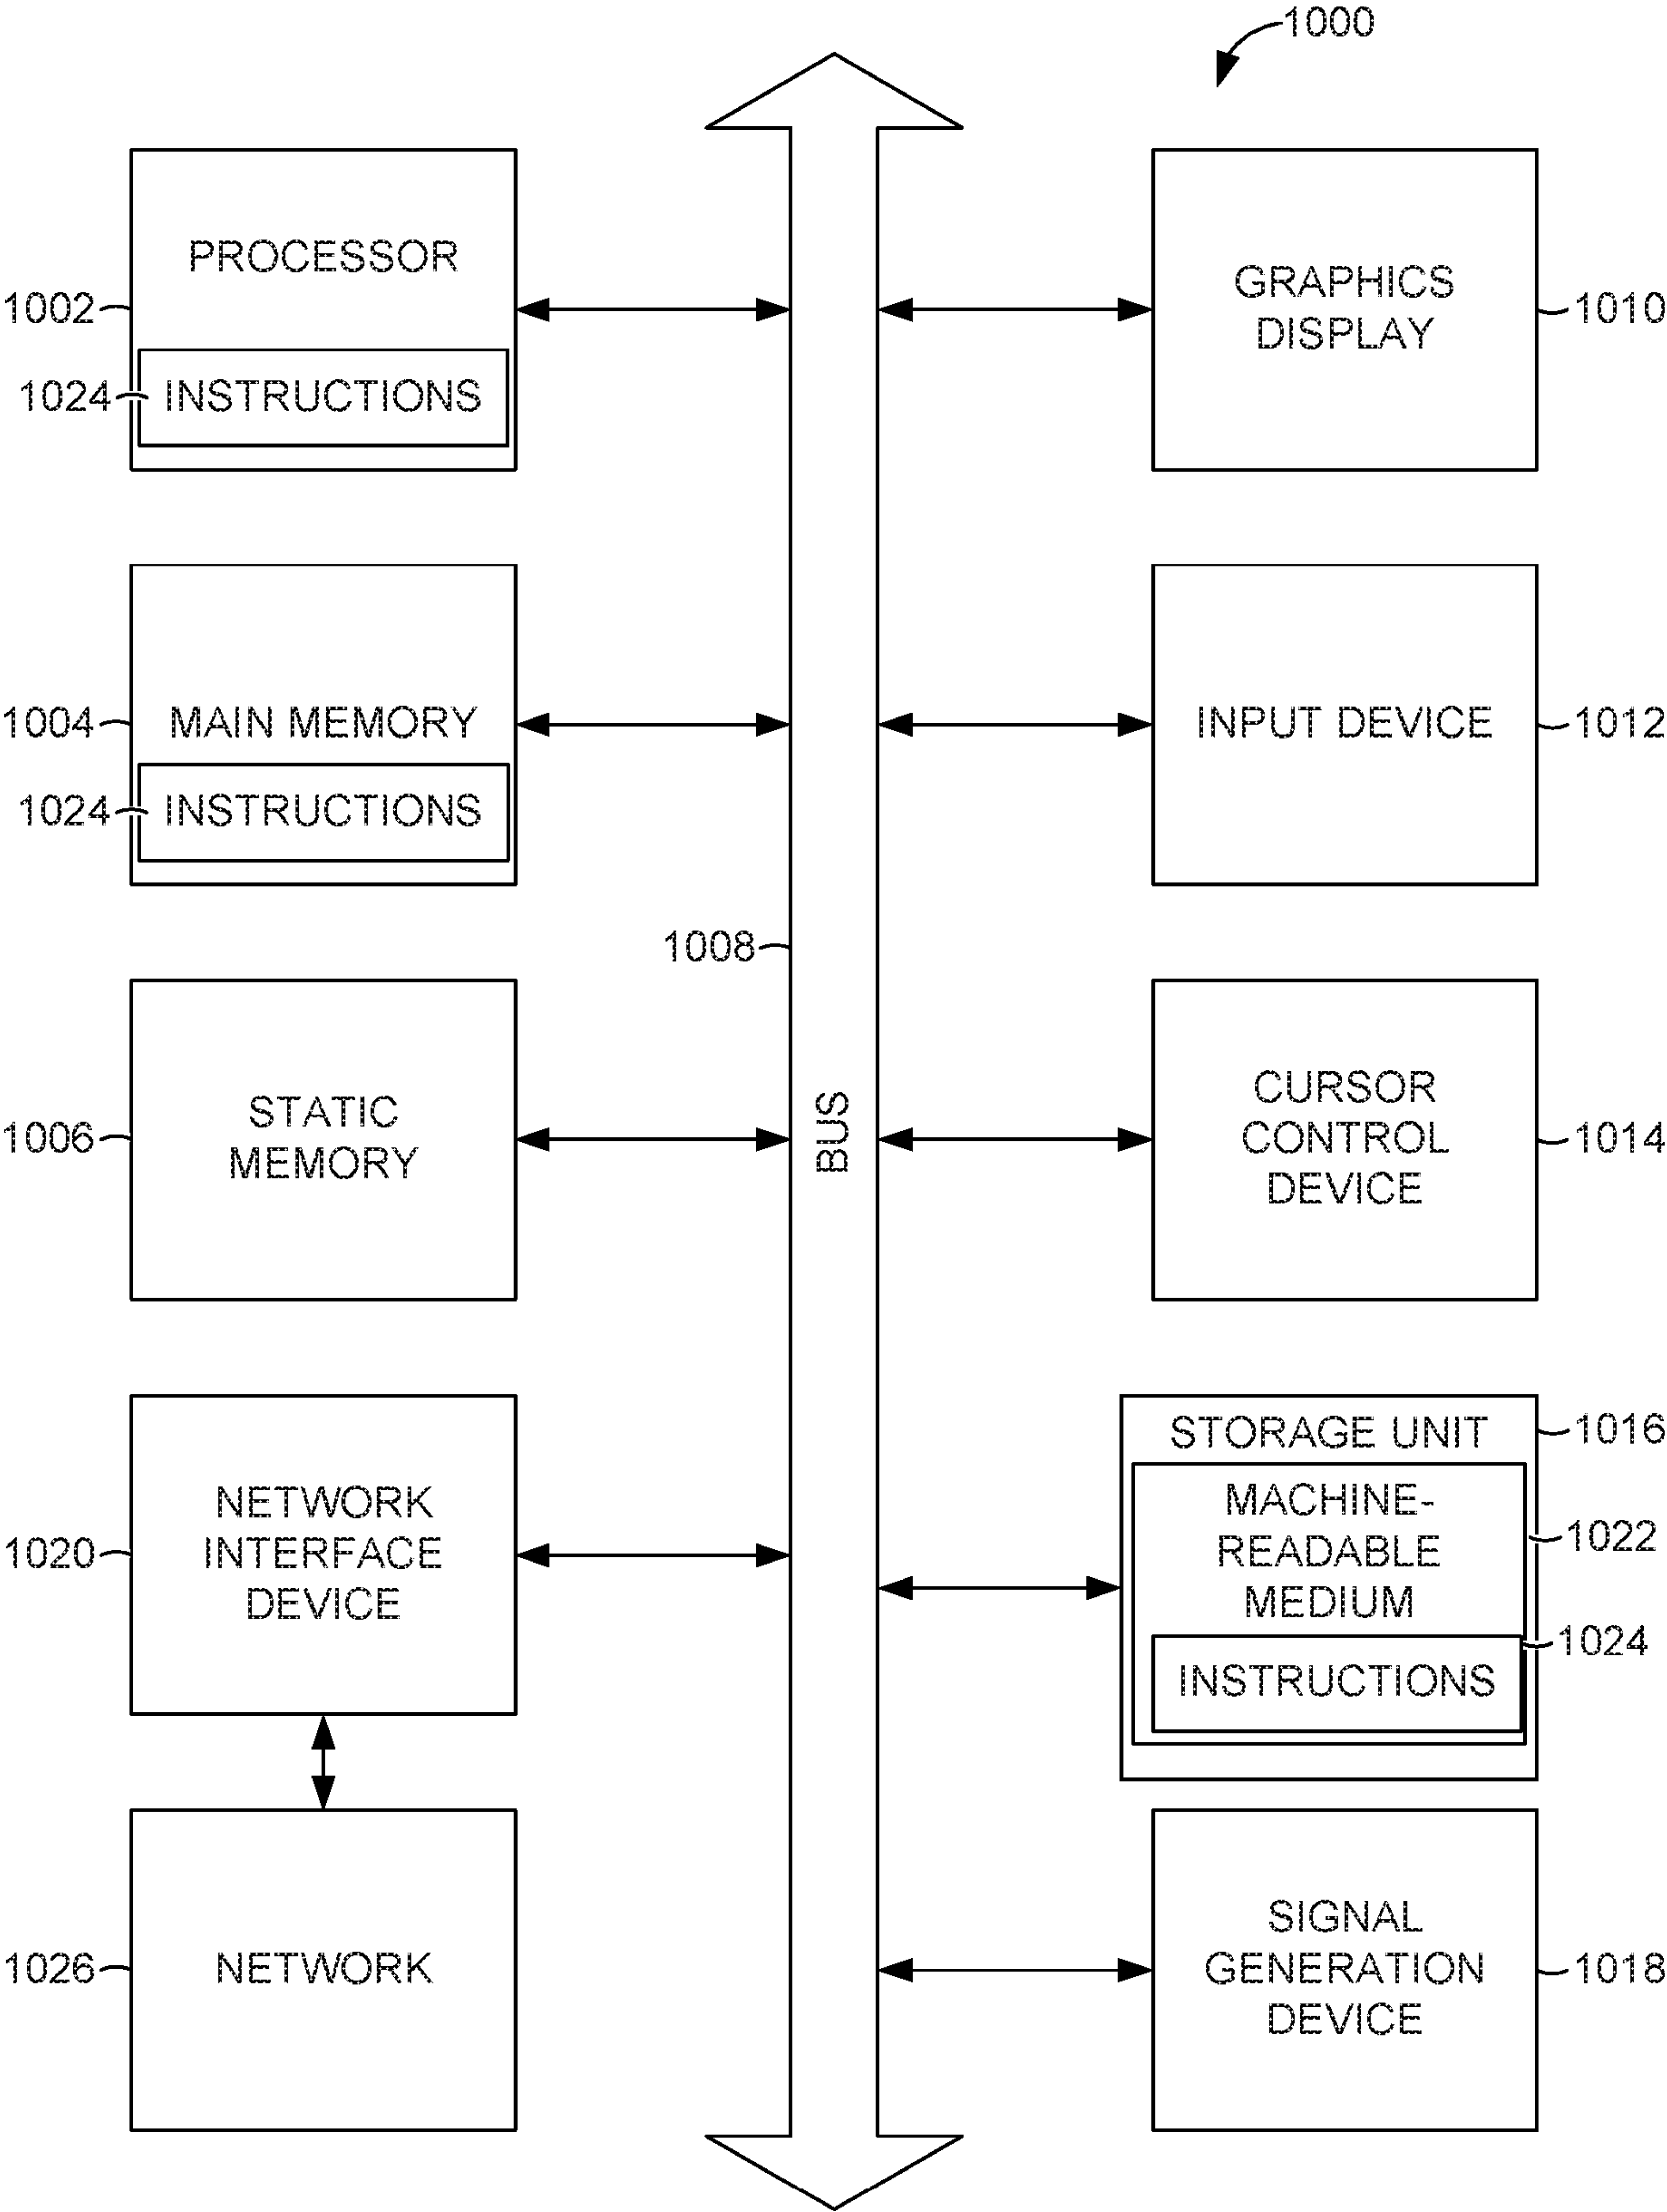 1000
PROCESSOR
1002
1024
INSTRUCTIONS
GRAPHICS
DISPLAY
1010
1004
MAIN MEMORY
1024
INSTRUCTIONS
INPUT DEVICE
1012
1008
BUS
1006
STATIC
MEMORY
CURSOR
CONTROL
DEVICE
1014
1020
NETWORK
INTERFACE
DEVICE
STORAGE UNIT
1016
MACHINE-
READABLE
MEDIUM
1022
1024
INSTRUCTIONS
1026
NETWORK
SIGNAL
GENERATION
DEVICE
1018